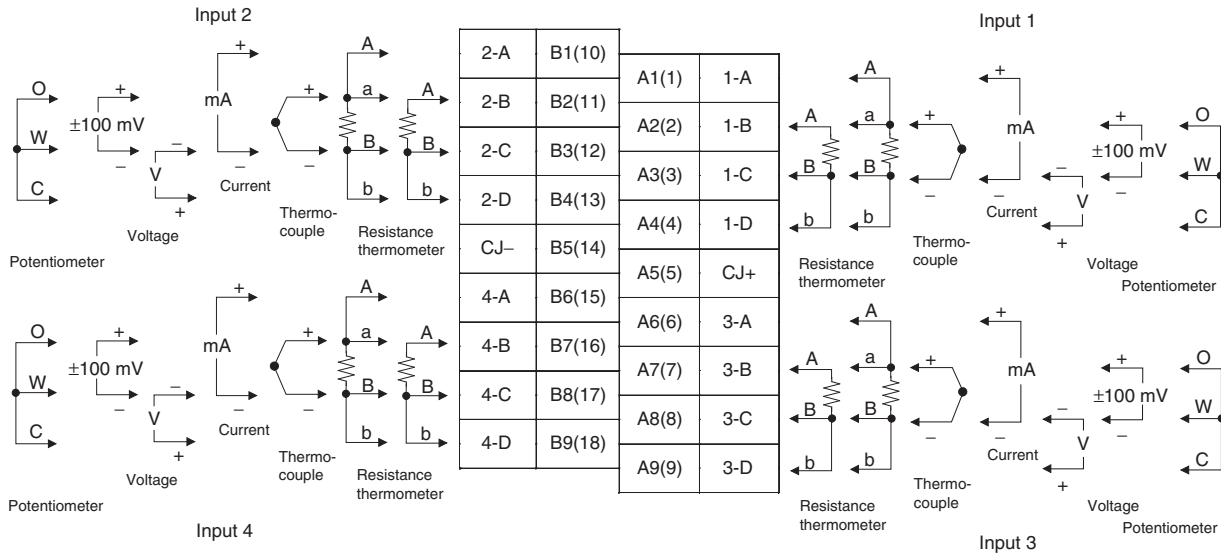 Input 2
O
W
C
Potentiometer
+
±100 mV
–
–
V
+
Voltage
+
mA
–
Current
+
–
Thermo-
couple
A
a
B
b
A
B
b
Resistance
thermometer
2-A B1(10)
2-B B2(11)
2-C B3(12)
2-D B4(13)
CJ– B5(14)
4-A B6(15)
4-B B7(16)
4-C B8(17)
4-D B9(18)
A1(1) 1-A
A2(2) 1-B
A3(3) 1-C
A4(4) 1-D
A5(5) CJ+
A6(6) 3-A
A7(7) 3-B
A8(8) 3-C
A9(9) 3-D
Input 1
A
B
b
A
a
B
b
Resistance
thermometer
+
–
Thermo-
couple
+
mA
–
Current
–
V
+
Voltage
+
±100 mV
–
O
W
C
Potentiometer
O
W
C
Potentiometer
+
±100 mV
–
–
V
+
Voltage
+
mA
–
Current
+
–
Thermo-
couple
A
a
B
b
A
B
b
Resistance
thermometer
Input 4
A
B
b
A
a
B
b
Resistance
thermometer
+
–
Thermo-
couple
+
mA
–
Current
–
V
+
Voltage
+
±100 mV
–
O
W
C
Potentiometer
Input 3